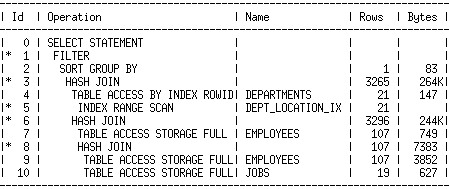 | Id | Operation | Name | Rows | Bytes |
| 0 | SELECT STATEMENT | | | |
|* 1 | FILTER | | | |
| 2 | SORT GROUP BY | | 1 | 83 |
|* 3 | HASH JOIN | | 3265 | 264K|
| 4 | TABLE ACCESS BY INDEX ROWID| DEPARTMENTS | 21 | 147 |
|* 5 | INDEX RANGE SCAN | DEPT_LOCATION_IX | 21 | |
|* 6 | HASH JOIN | | 3296 | 244K|
| 7 | TABLE ACCESS STORAGE FULL | EMPLOYEES | 107 | 749 |
|* 8 | HASH JOIN | | 107 | 7383 |
| 9 | TABLE ACCESS STORAGE FULL| EMPLOYEES | 107 | 3852 |
| 10 | TABLE ACCESS STORAGE FULL| JOBS | 19 | 627 |